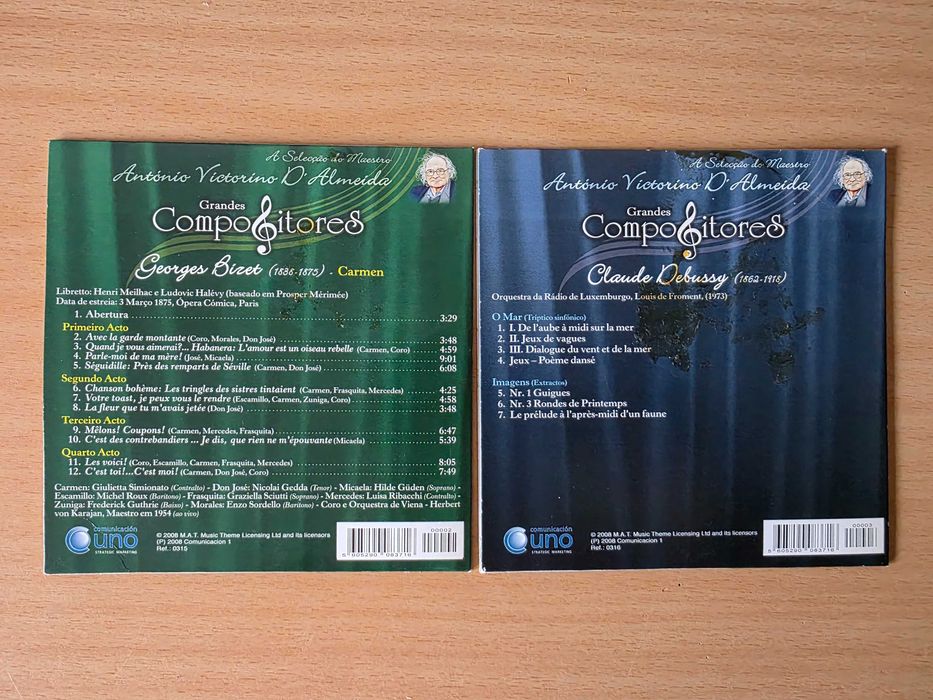 A Selecção do Maestro
António Victorino D'Almeida
Grandes
Compositores
Georges Bizet (1836-1875) - Carmen
Libretto: Henri Meilhac e Ludovic Halévy (baseado em Prosper Mérimée)
Data de estreia: 3 Março 1875, Ópera Cómica, Paris
1. Abertura 3:29
Primeiro Acto
2. Avec la garde montante (Coro, Morales, Don José) 3:48
3. Quand je vous aimerai?... Habanera: L'amour est un oiseau rebelle (Carmen, Coro) 4:59
4. Parle-moi de ma mère! (José, Micaela) 9:01
5. Séguidille: Près des remparts de Séville (Carmen, Don José) 6:08
Segundo Acto
6. Chanson bohème: Les tringles des sistres tintaient (Carmen, Frasquita, Mercedes) 4:25
7. Votre toast, je peux vous le rendre (Escamillo, Carmen, Zuniga, Coro) 4:58
8. La fleur que tu m'avais jetée (Don José) 3:48
Terceiro Acto
9. Mêlons! Coupons! (Carmen, Mercedes, Frasquita) 6:47
10. C'est des contrebandiers ... Je dis, que rien ne m'épouvante (Micaela) 5:39
Quarto Acto
11. Les voici! (Coro, Escamillo, Carmen, Frasquita, Mercedes) 8:05
12. C'est toi!...C'est moi! (Carmen, Don José, Coro) 7:49
Carmen: Giulietta Simionato (Contralto) - Don José: Nicolai Gedda (Tenor) - Micaela: Hilde Güden (Soprano) -
Escamillo: Michel Roux (Barítono) - Frasquita: Graziella Sciutti (Soprano) - Mercedes: Luisa Ribacchi (Contralto) -
Zuniga: Frederick Guthrie (Baixo) - Morales: Enzo Sordello (Barítono) - Coro e Orquestra de Viena - Herbert
von Karajan, Maestro em 1954 (ao vivo)
comunicación
uno
STRATEGIC MARKETING
© 2008 M.A.T. Music Theme Licensing Ltd and its licensors
(P) 2008 Comunicacion 1
Ref.: 0315
00002
5 605290 083716
A Selecção do Maestro
António Victorino D'Almeida
Grandes
Compositores
Claude Debussy (1862-1918)
Orquestra da Rádio de Luxemburgo, Louis de Froment, (1973)
O Mar (Tríptico sinfónico)
1. I. De l'aube à midi sur la mer
2. II. Jeux de vagues
3. III. Dialogue du vent et de la mer
4. Jeux – Poème dansé
Imagens (Extractos)
5. Nr. 1 Guigues
6. Nr. 3 Rondes de Printemps
7. Le prélude à l'après-midi d'un faune
comunicación
uno
STRATEGIC MARKETING
© 2008 M.A.T. Music Theme Licensing Ltd and its licensors
(P) 2008 Comunicacion 1
Ref.: 0316
00003
5 605290 083716